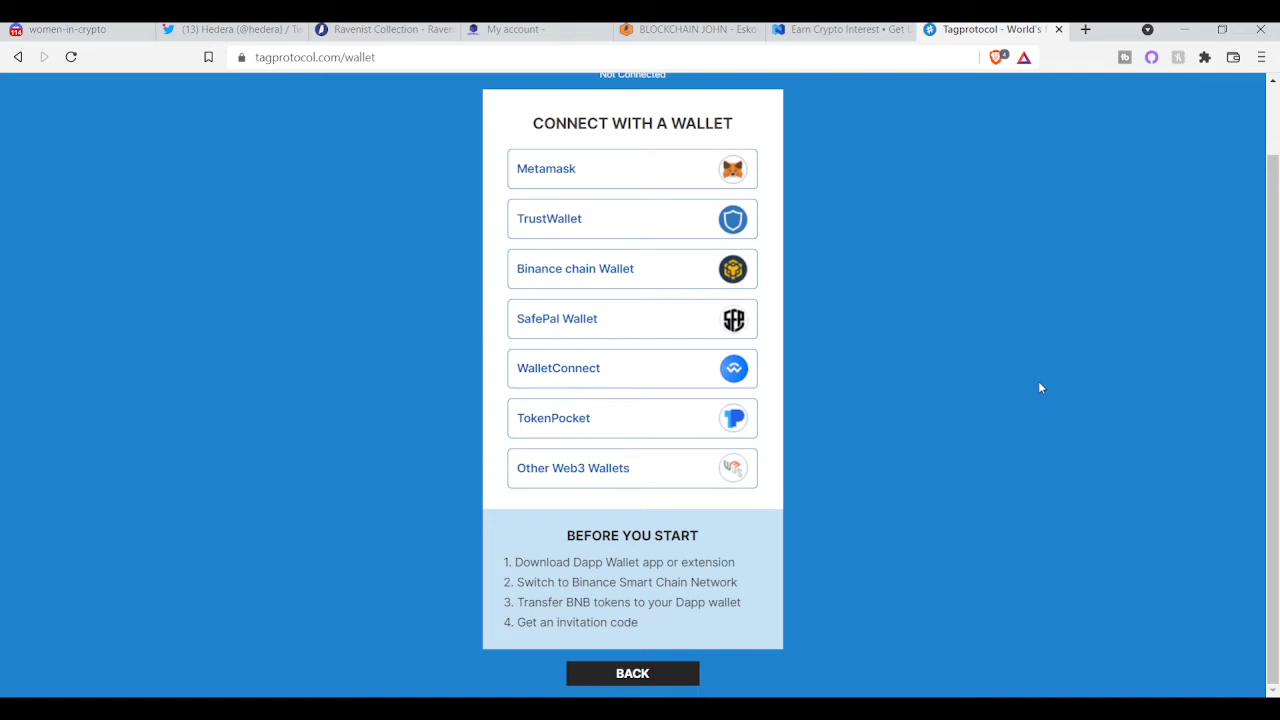 114
women-in-crypto
(13) Hedera (@hedera) / Tw
Ravenist Collection - Raven
My account -
BLOCKCHAIN JOHN - Esko
Earn Crypto Interest • Get L
Tagprotocol - World's
tagprotocol.com/wallet
4
Not Connected
CONNECT WITH A WALLET
Metamask
TrustWallet
Binance chain Wallet
SafePal Wallet
SFP
WalletConnect
TokenPocket
Other Web3 Wallets
BEFORE YOU START
1. Download Dapp Wallet app or extension
2. Switch to Binance Smart Chain Network
3. Transfer BNB tokens to your Dapp wallet
4. Get an invitation code
BACK